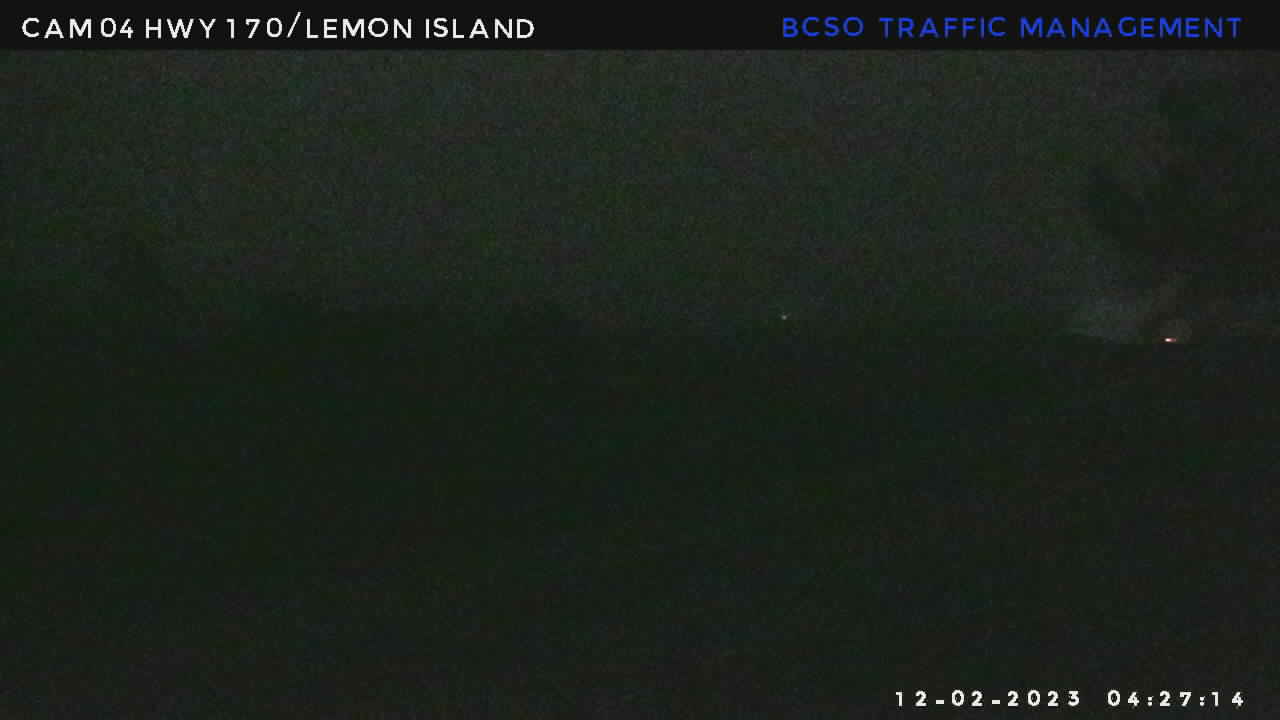 CAM04 HWY 170/LEMON ISLAND
BCSO TRAFFIC MANAGEMENT
12-02-2023 04:27:14